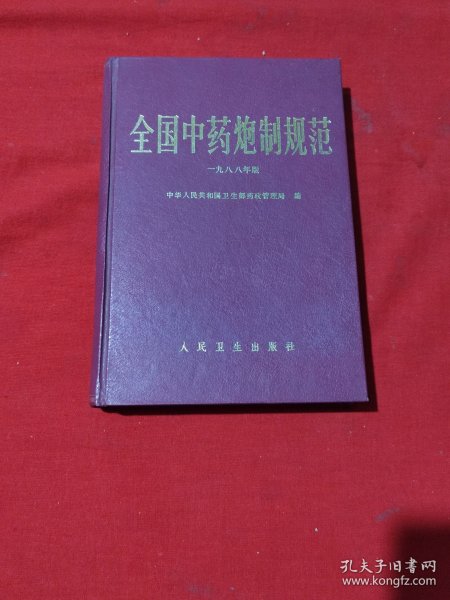 全国中药炮制规范
一九八八年版
中华人民共和国卫生部药政管理局 编
人民卫生出版社
孔夫子旧书网
www.kongfz.com